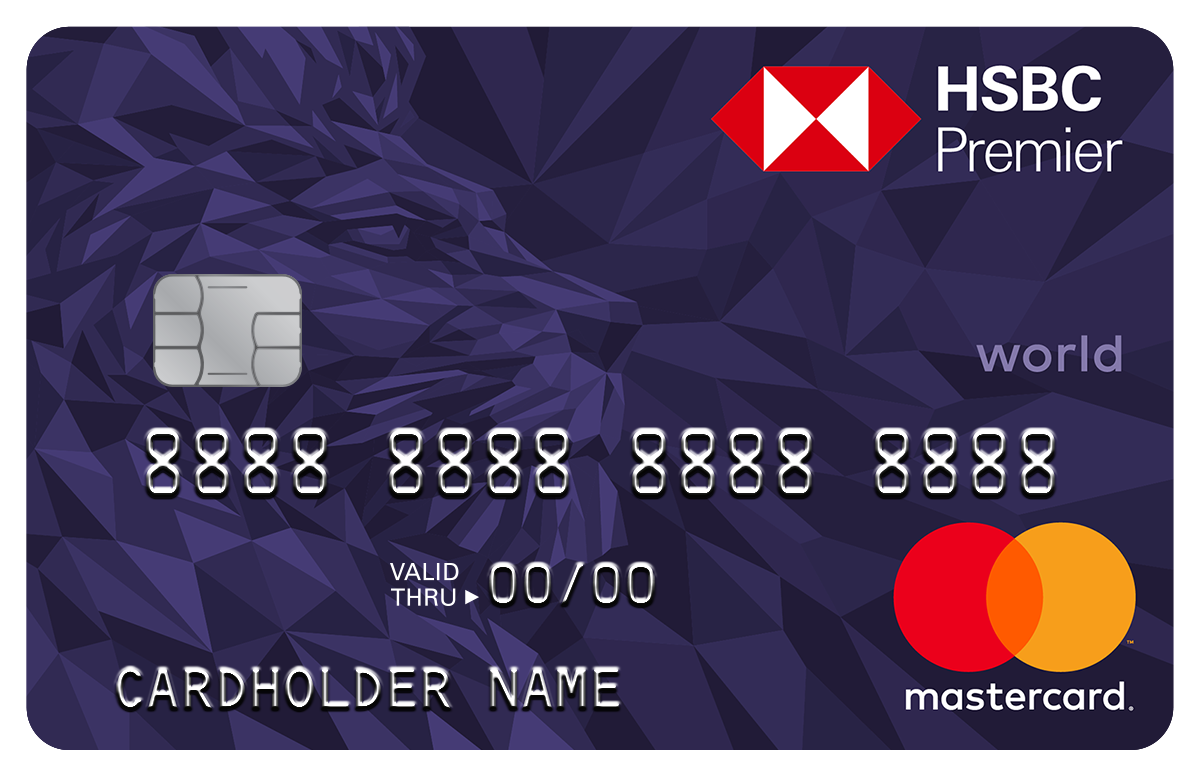 HSBC
Premier
world
8888 8888 8888 8888
VALID
THRU ▶ 00/00
CARDHOLDER NAME
mastercard.